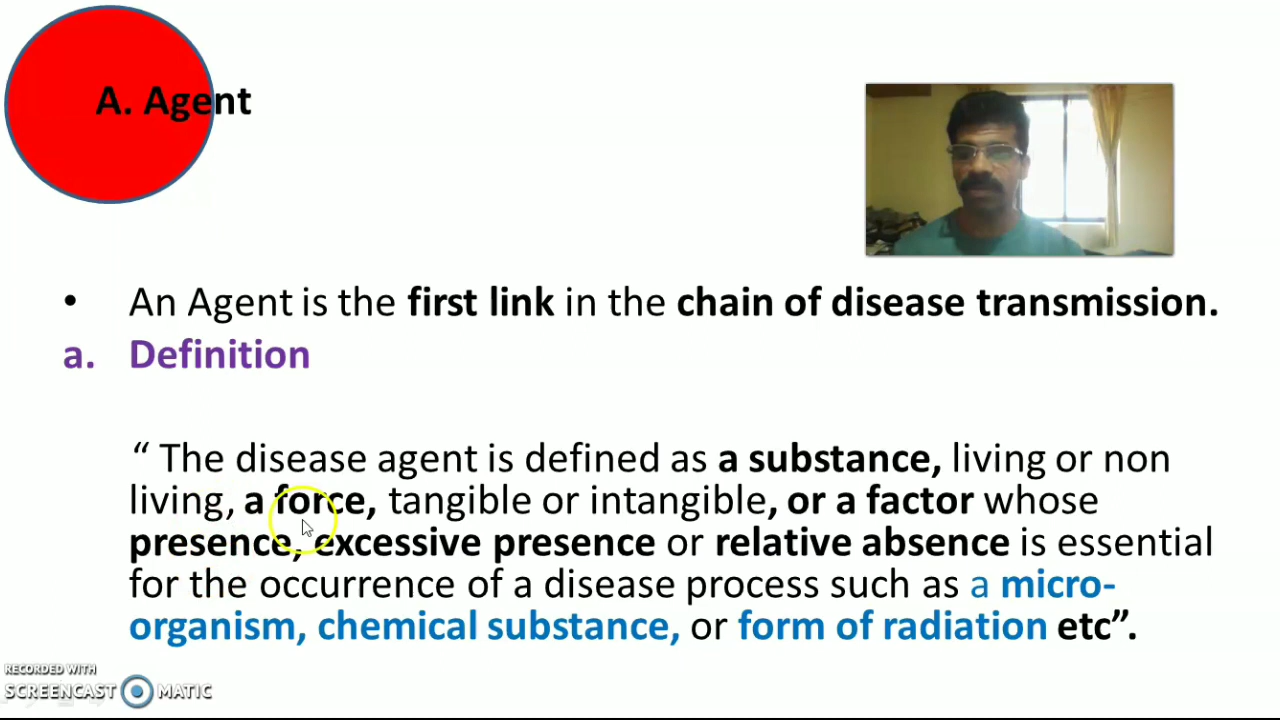 A. Agent
• An Agent is the first link in the chain of disease transmission.
a. Definition
“ The disease agent is defined as a substance, living or non
living, a force, tangible or intangible, or a factor whose
presence, excessive presence or relative absence is essential
for the occurrence of a disease process such as a micro-
organism, chemical substance, or form of radiation etc”.
RECORDED WITH
SCREENCAST MATIC